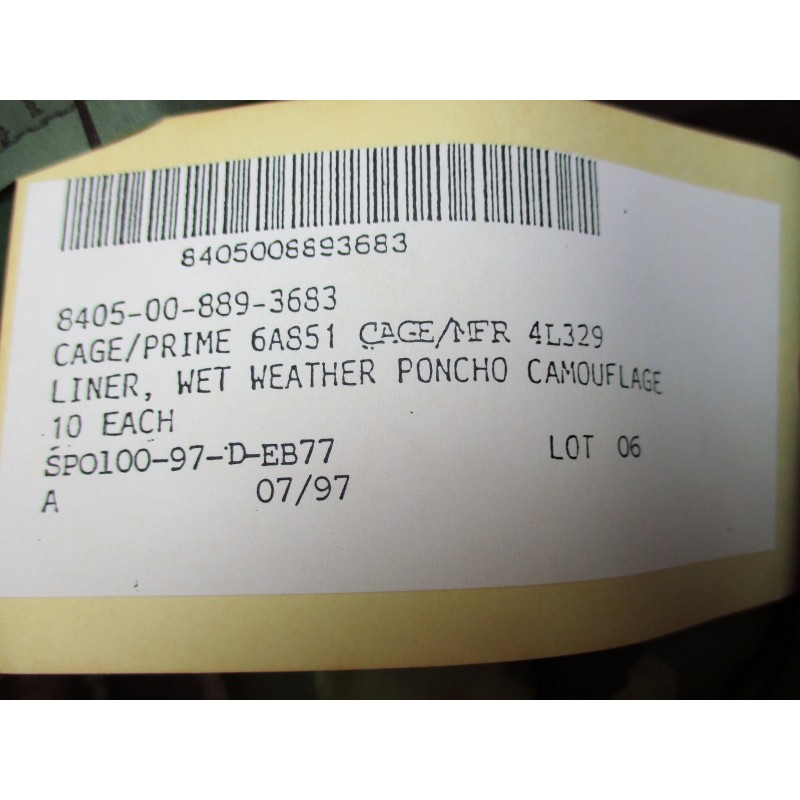 8405008893683
8405-00-889-3683
CAGE/PRIME 6A851 CAGE/MFR 4L329
LINER, WET WEATHER PONCHO CAMOUFLAGE
10 EACH
SPO100-97-D-EB77 LOT 06
A 07/97